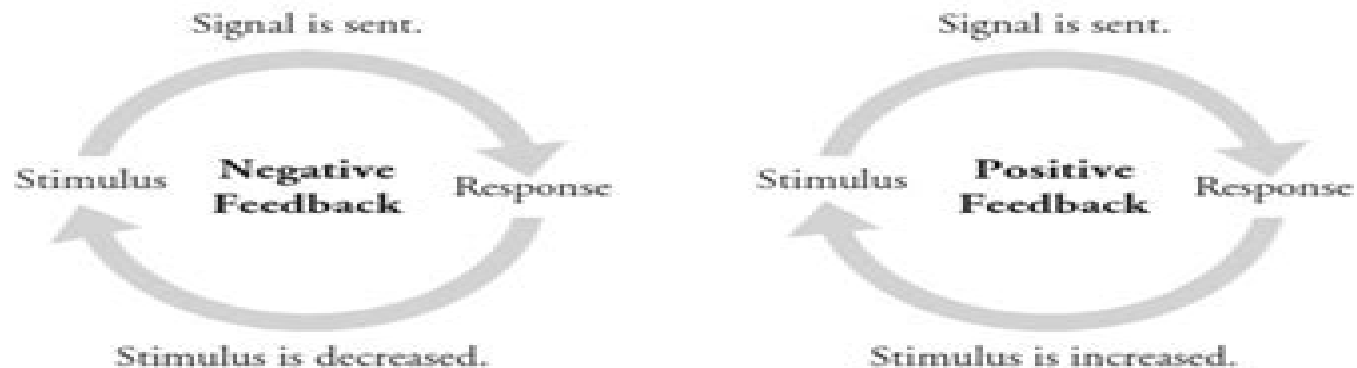 Signal is sent.
Stimulus
Negative
Feedback
Response
Stimulus is decreased.
Signal is sent.
Stimulus
Positive
Feedback
Response
Stimulus is increased.